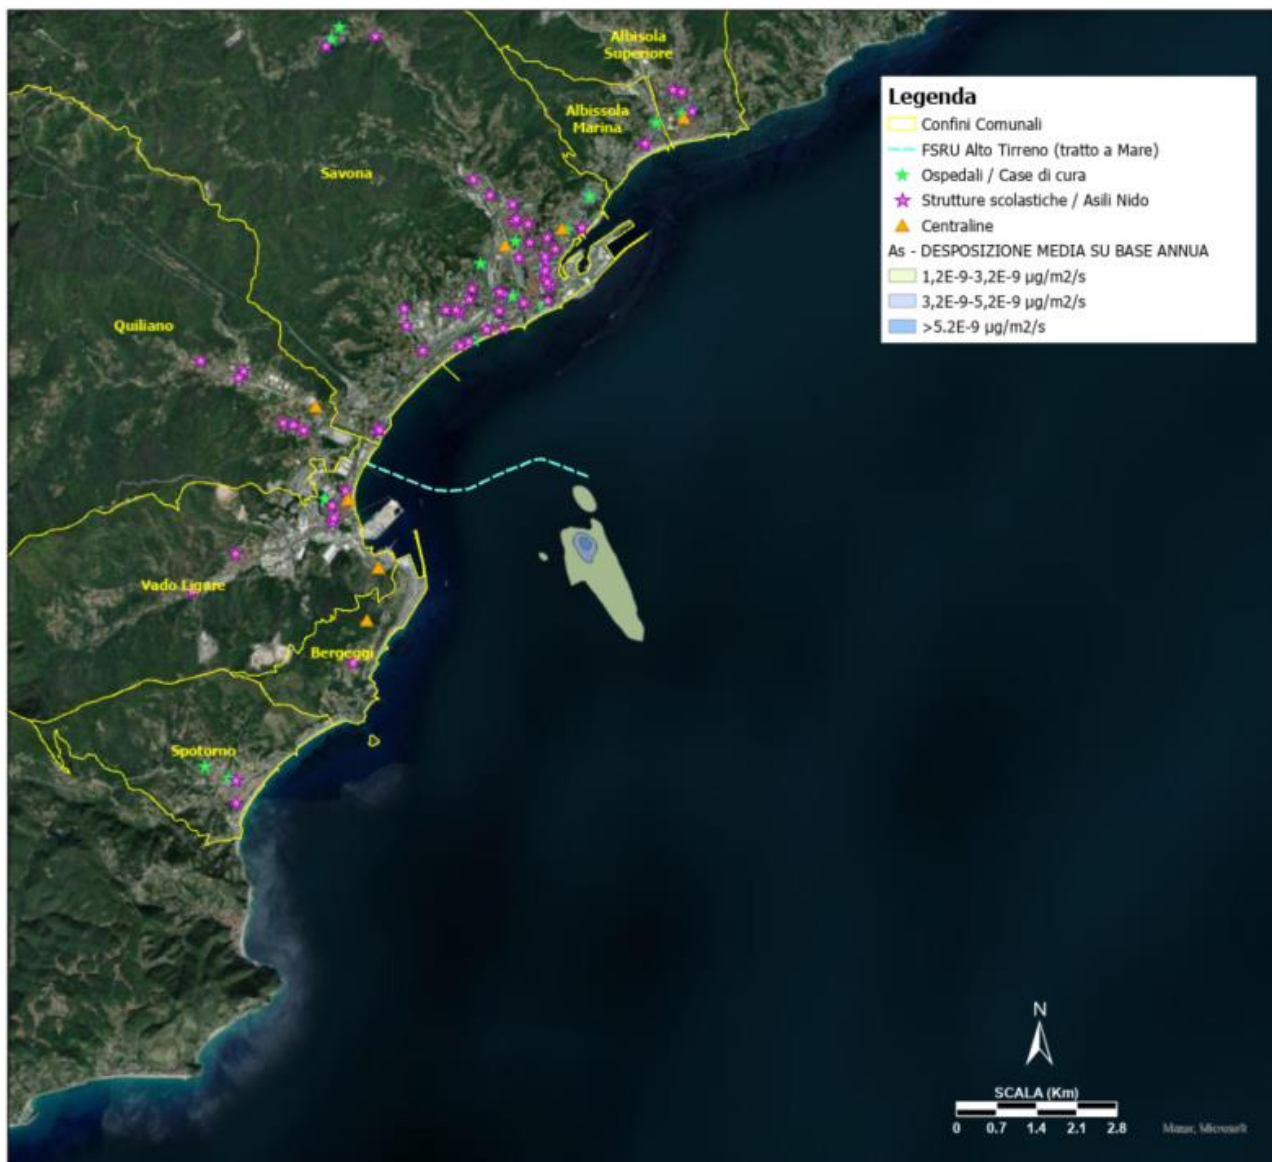 Albisola
Superiore
Albissola
Marina
Savona
Quiliano
Vado Ligure
Bergeggi
Spotorno
Legenda
Confini Comunali
FSRU Alto Tirreno (tratto a Mare)
Ospedali / Case di cura
Strutture scolastiche / Asili Nido
Centraline
As - DESPOSIZIONE MEDIA SU BASE ANNUA
1,2E-9-3,2E-9 µg/m2/s
3,2E-9-5,2E-9 µg/m2/s
>5.2E-9 µg/m2/s
N
SCALA (Km)
0 0.7 1.4 2.1 2.8
Maxar, Microsoft